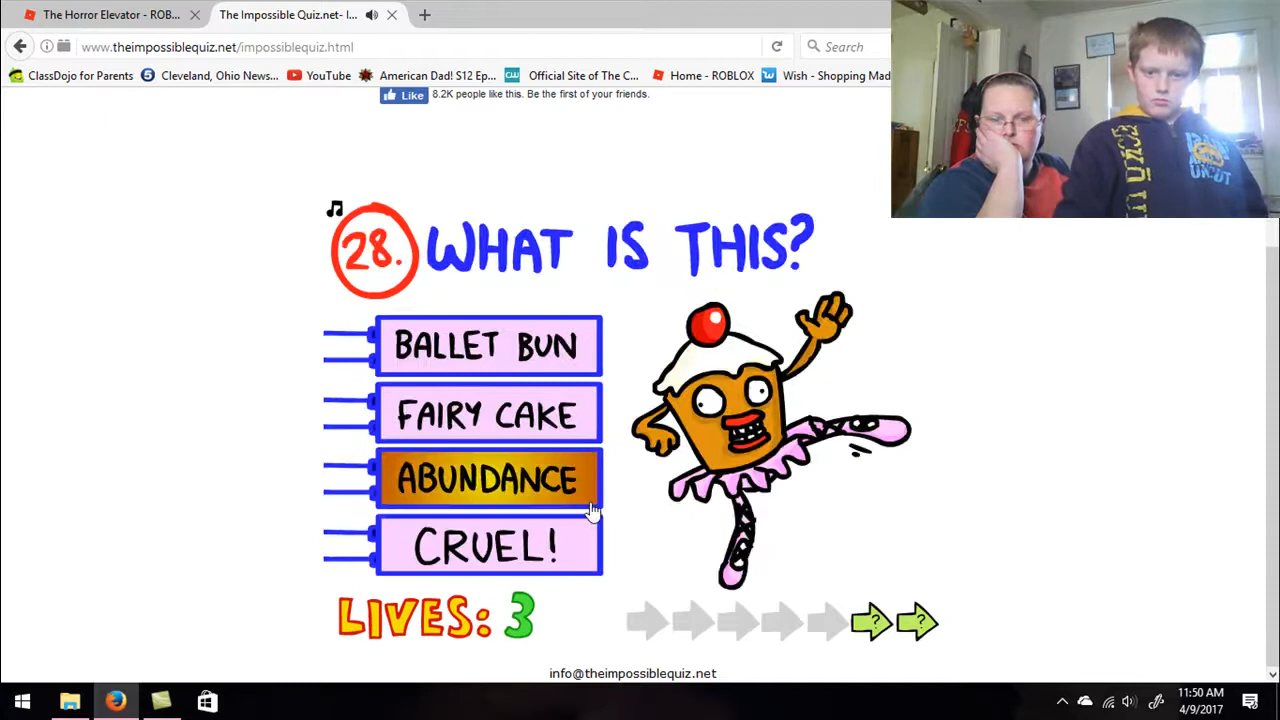 The Horror Elevator - ROB...
The Impossible Quiz.net- I...
www.theimpossiblequiz.net/impossiblequiz.html
Search
ClassDojo for Parents
Cleveland, Ohio News...
YouTube
American Dad! S12 Ep...
Official Site of The C...
Home - ROBLOX
Wish - Shopping Mad
Like
8.2K people like this. Be the first of your friends.
28. WHAT IS THIS?
BALLET BUN
FAIRY CAKE
ABUNDANCE
CRUEL!
LIVES: 3
? ?
info@theimpossiblequiz.net
11:50 AM
4/9/2017